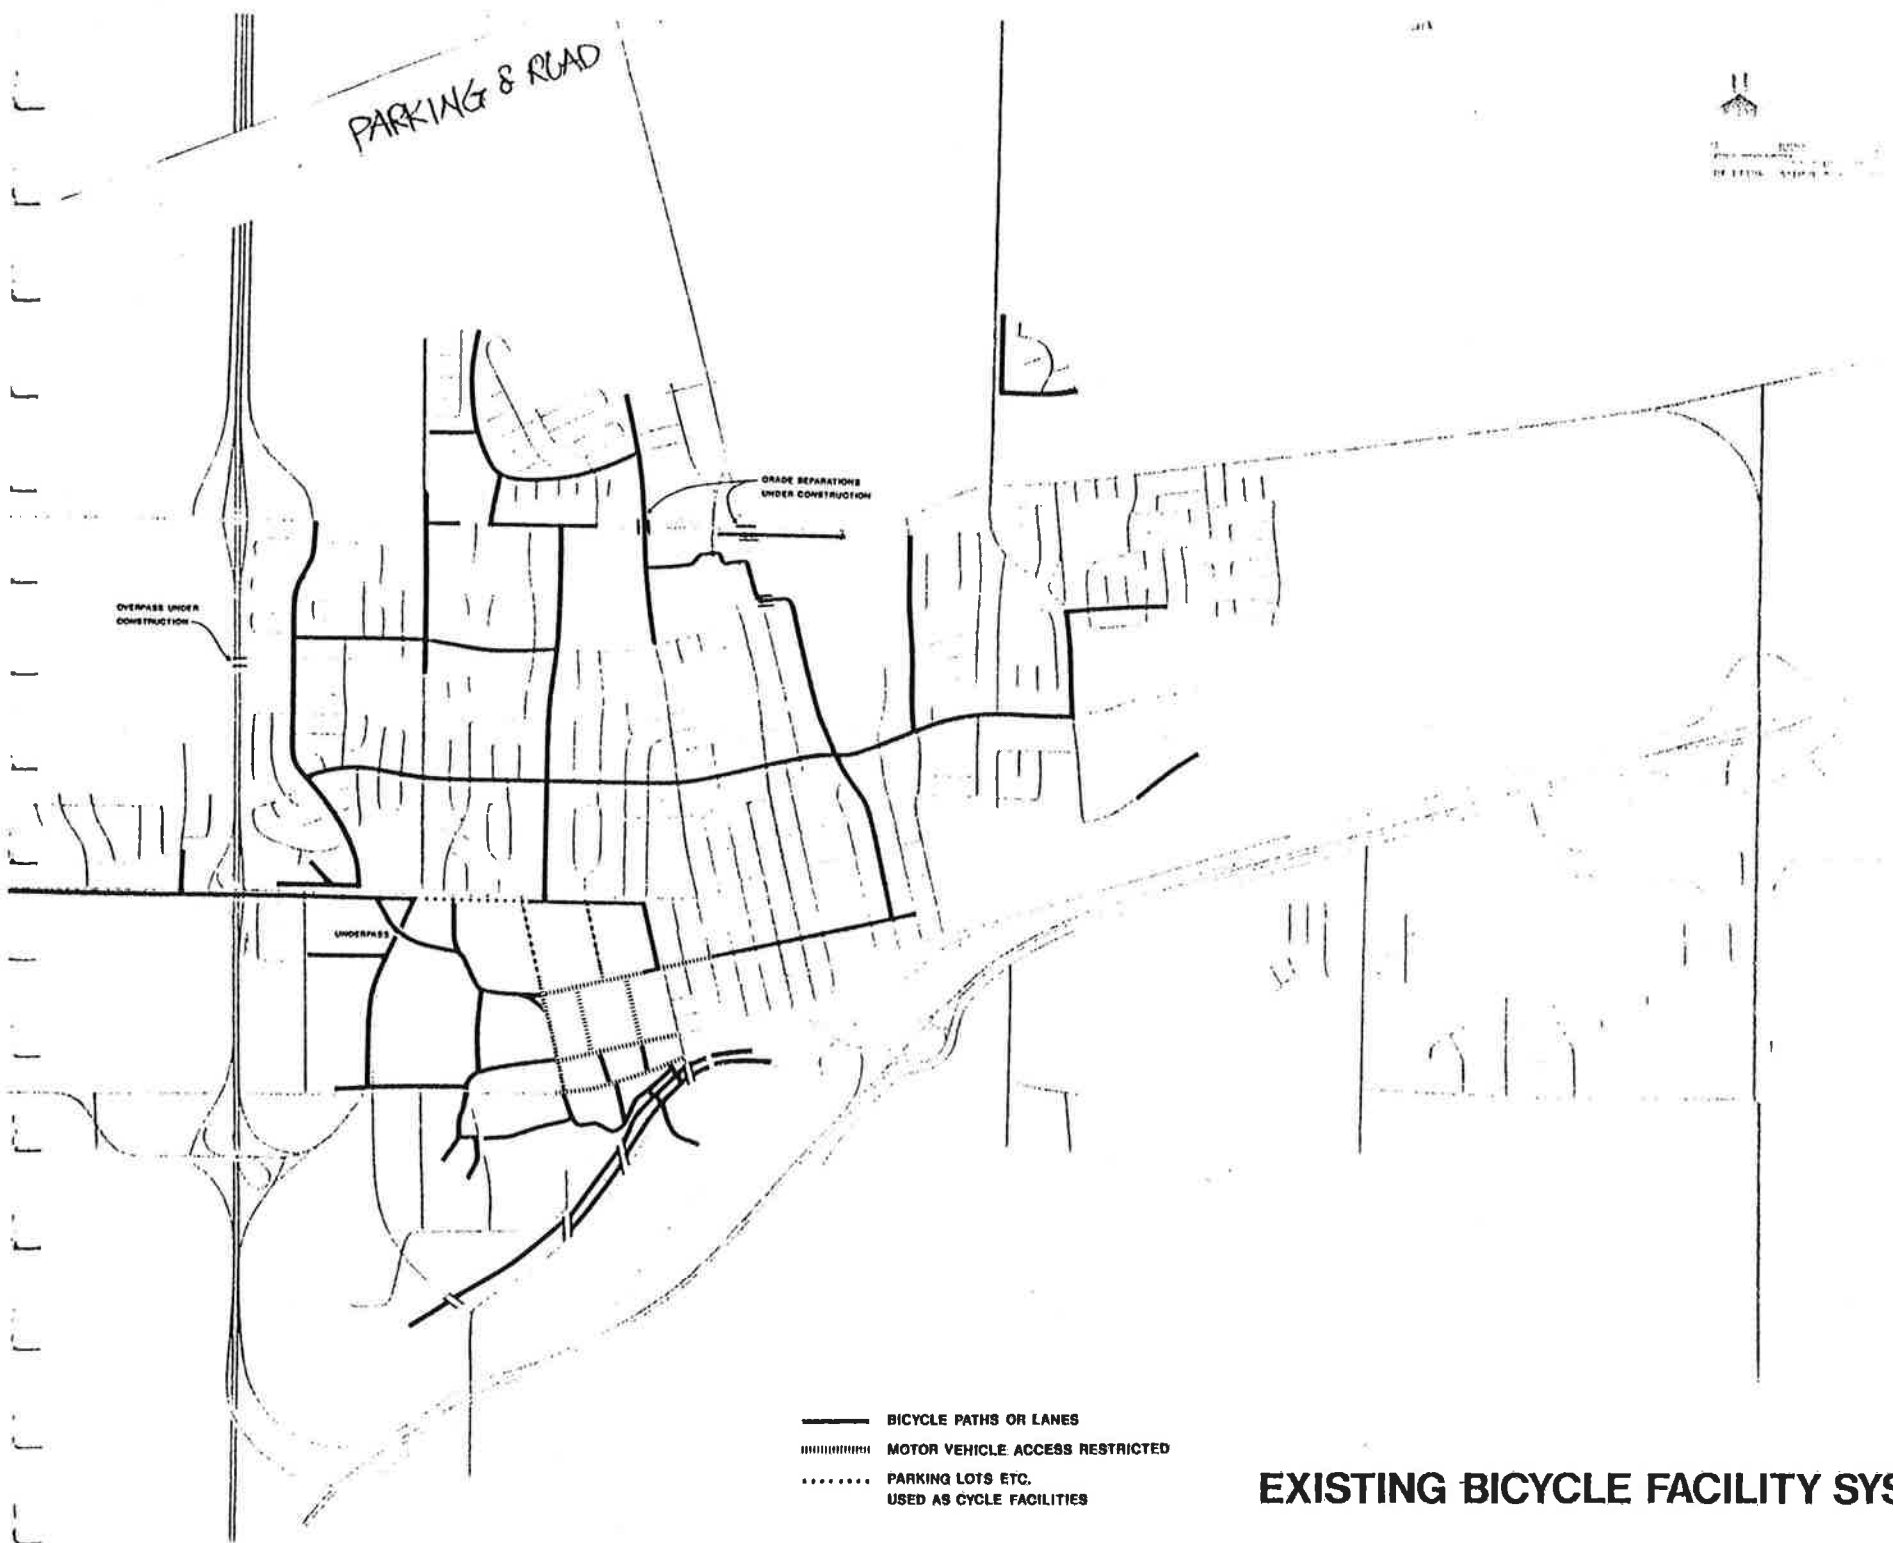 PARKING & ROAD
GRADE SEPARATIONS
UNDER CONSTRUCTION
OVERPASS UNDER
CONSTRUCTION
UNDERPASS
BICYCLE PATHS OR LANES
MOTOR VEHICLE ACCESS RESTRICTED
PARKING LOTS ETC.
USED AS CYCLE FACILITIES
EXISTING BICYCLE FACILITY SYS